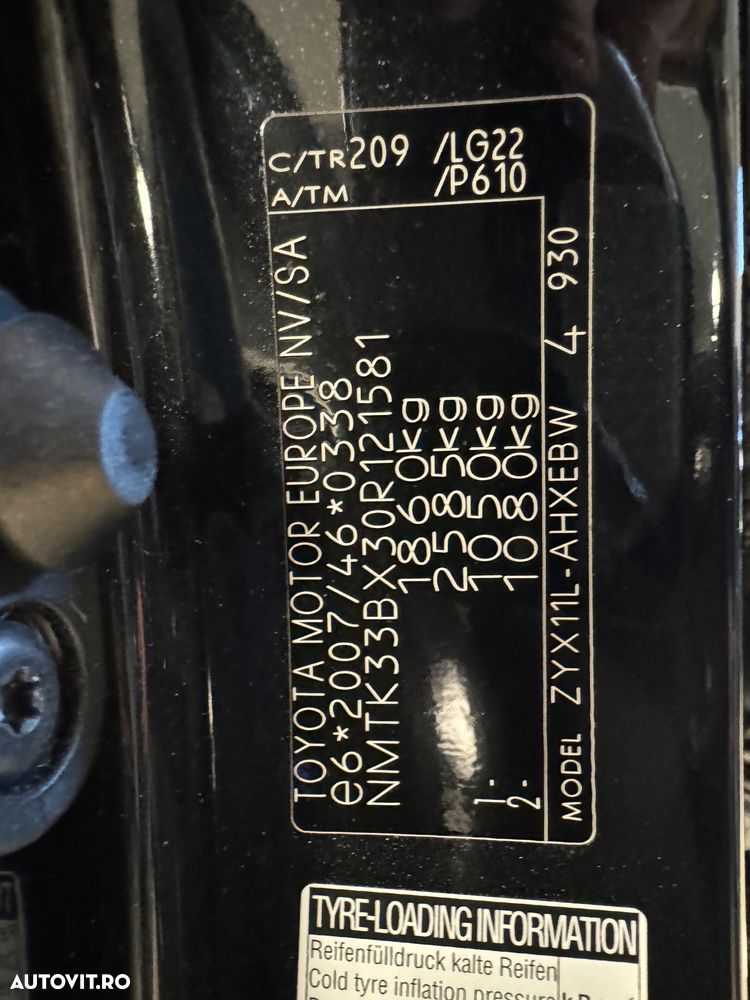 C/TR209 /LG22
A/TM /P610
TOYOTA MOTOR EUROPE NV/SA
e6*2007/46*0338
NMTK33BX30R121581
1860kg
2585kg
1. 1050kg
2. 1080kg
MODEL ZYX11L-AHXEBW 4 930
TYRE-LOADING INFORMATION
Reifenfülldruck kalte Reifen
Cold tyre inflation pressure
AUTOVIT.RO